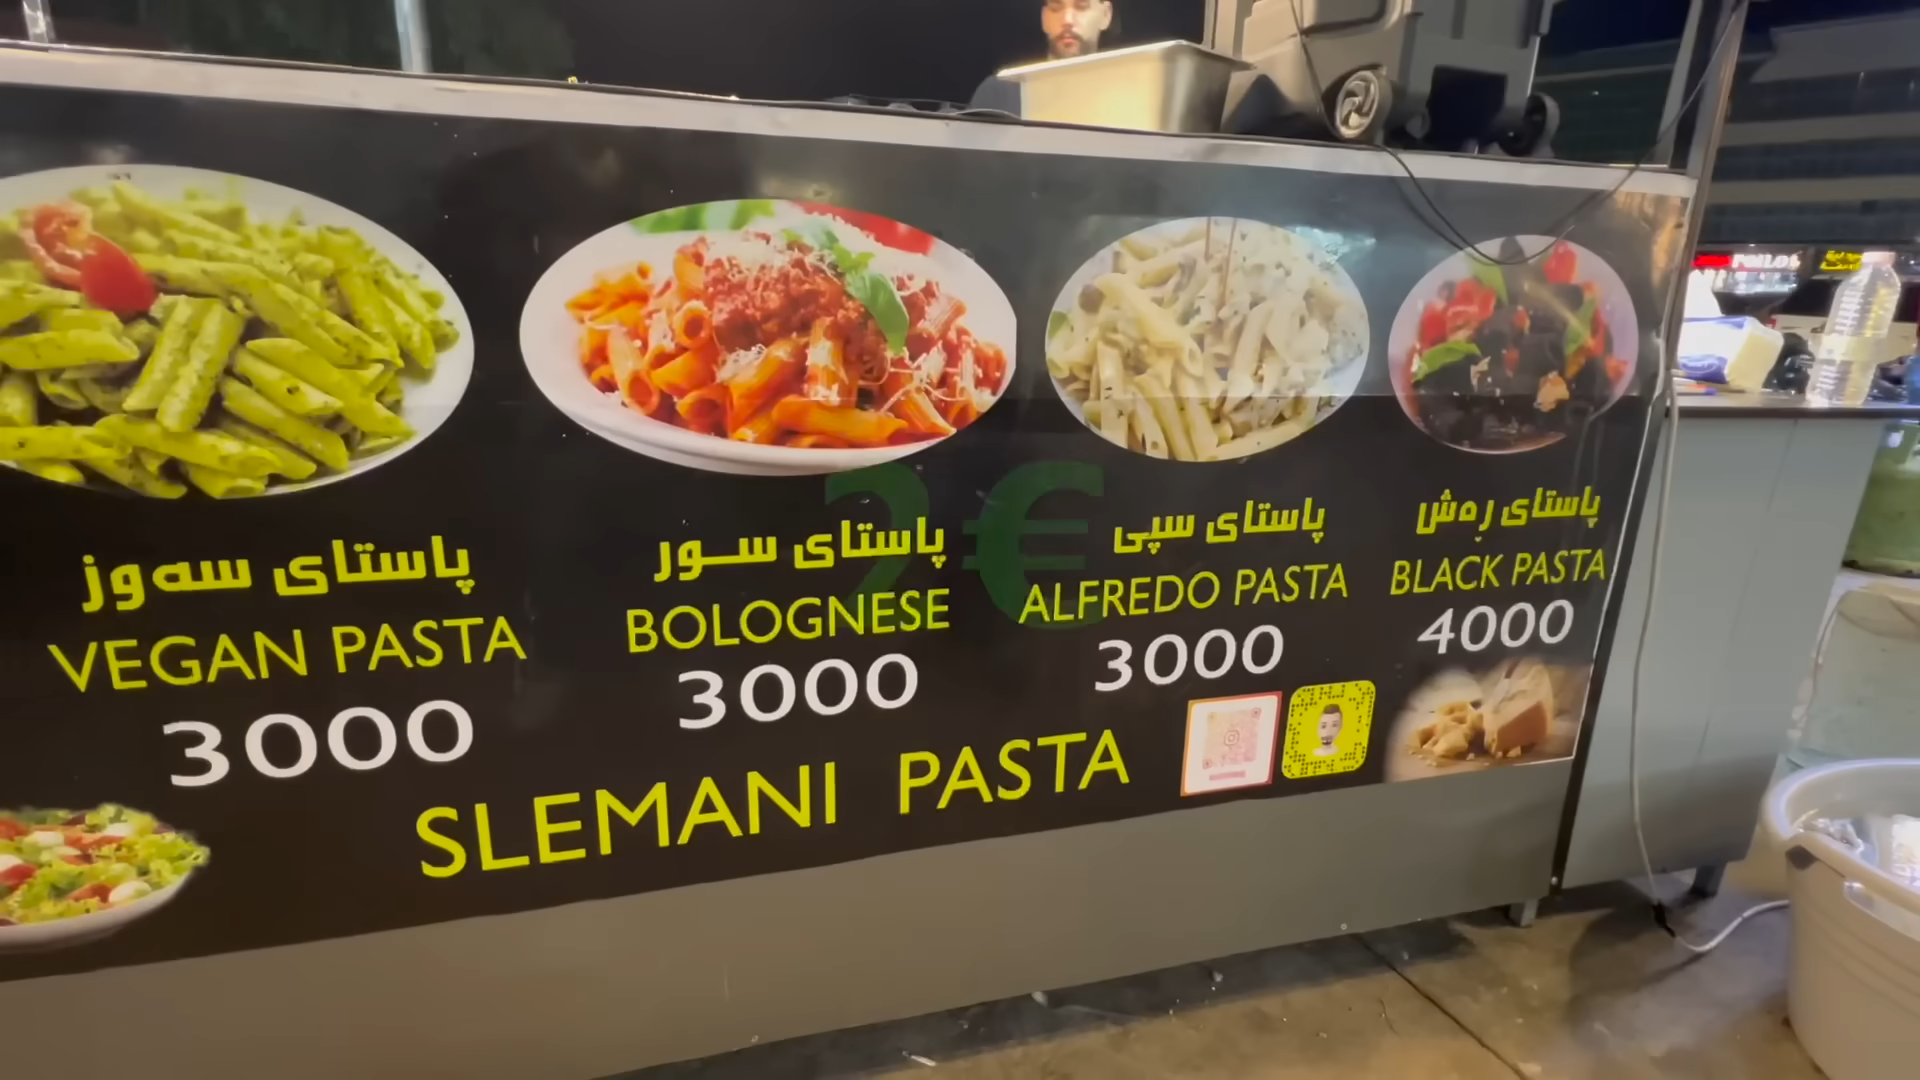 پاستای سەوز
VEGAN PASTA
3000
پاستای سور
BOLOGNESE
3000
پاستای سپی
ALFREDO PASTA
3000
پاستای ڕەش
BLACK PASTA
4000
2€
SLEMANI PASTA